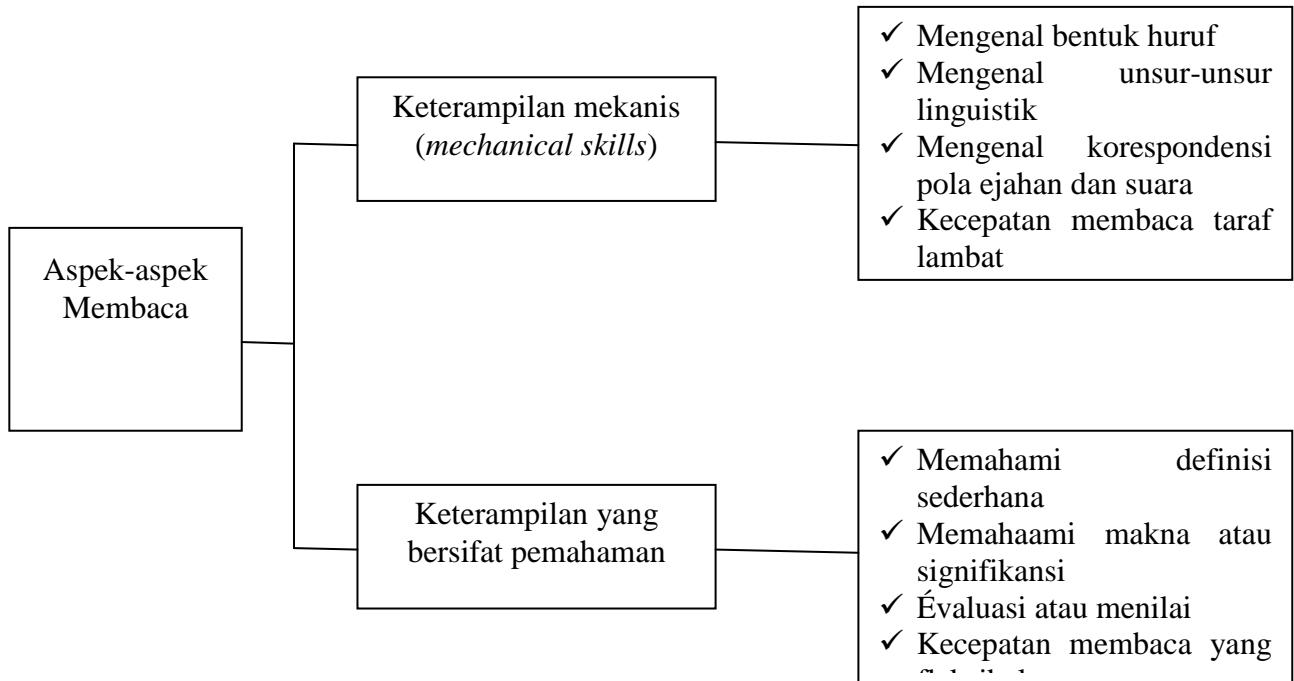 Aspek-aspek
Membaca
Keterampilan mekanis
(mechanical skills)
✓ Mengenal bentuk huruf
✓ Mengenal unsur-unsur
linguistik
✓ Mengenal korespondensi
pola ejahan dan suara
✓ Kecepatan membaca taraf
lambat
Keterampilan yang
bersifat pemahaman
✓ Memahami definisi
sederhana
✓ Memahaami makna atau
signifikansi
✓ Évaluasi atau menilai
✓ Kecepatan membaca yang